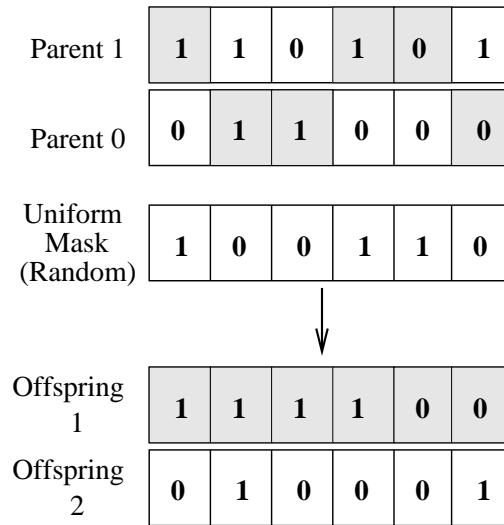 Parent 1 1 1 0 1 0 1
Parent 0 0 1 1 0 0 0
Uniform
Mask
(Random)
1 0 0 1 1 0
Offspring
1
1 1 1 1 0 0
Offspring
2
0 1 0 0 0 1